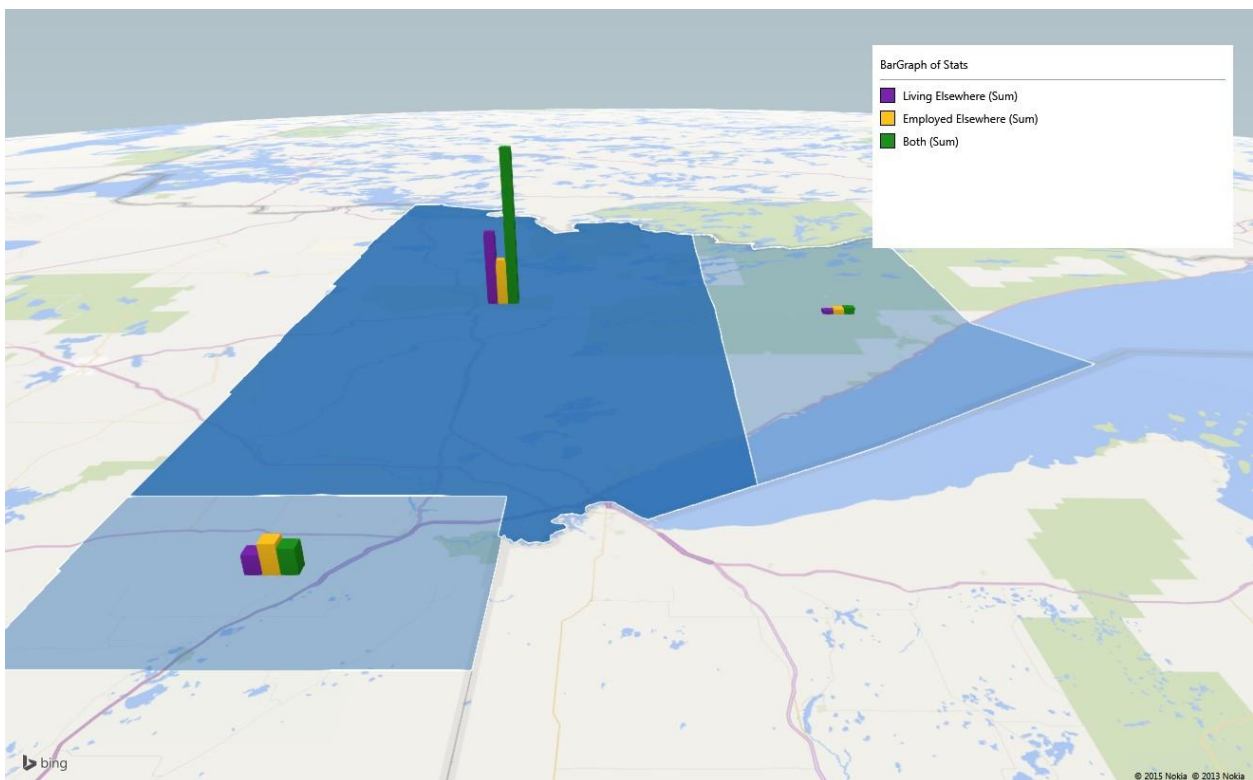 BarGraph of Stats
Living Elsewhere (Sum)
Employed Elsewhere (Sum)
Both (Sum)
bing
© 2015 Nokia © 2013 Nokia